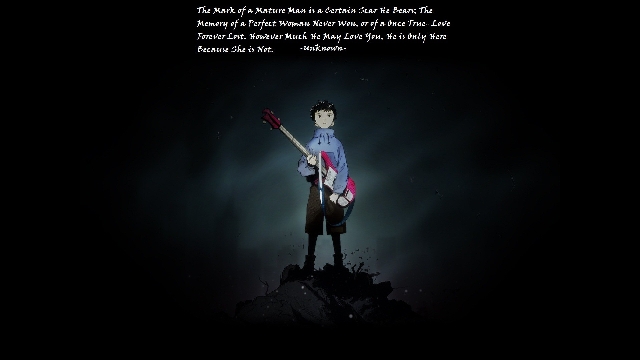 The Mark of a Mature Man is a Certain Scar He Bears; The
Memory of a Perfect Woman Never Won, or of a Once True Love
Forever Lost. However Much He May Love You, He is Only Here
Because She is Not. -Unknown-